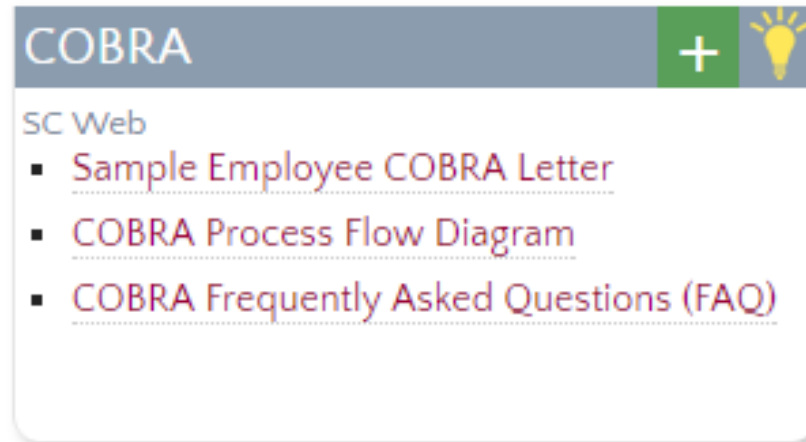 COBRA +
SC Web
Sample Employee COBRA Letter
COBRA Process Flow Diagram
COBRA Frequently Asked Questions (FAQ)